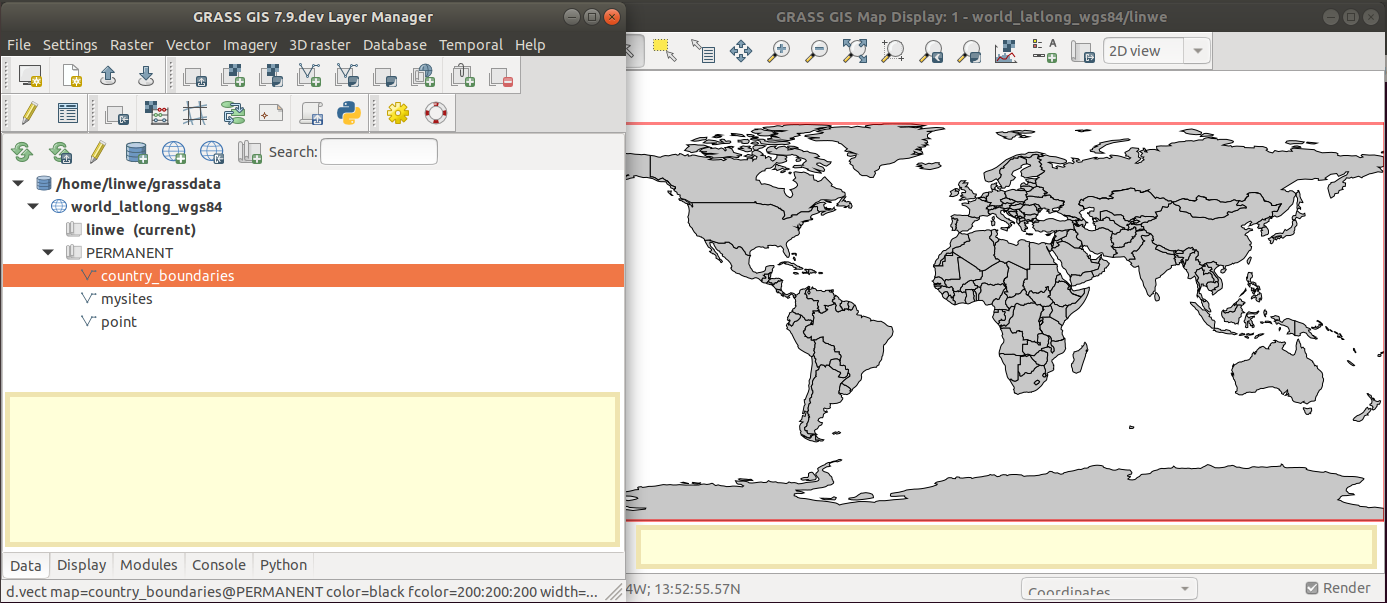 GRASS GIS 7.9.dev Layer Manager
GRASS GIS Map Display: 1 - world_latlong_wgs84/linwe
File Settings Raster Vector Imagery 3D raster Database Temporal Help
2D view
Search:
/home/linwe/grassdata
world_latlong_wgs84
linwe (current)
PERMANENT
country_boundaries
mysites
point
Data Display Modules Console Python
d.vect map=country_boundaries@PERMANENT color=black fcolor=200:200:200 width=...
4W; 13:52:55.57N
Coordinates
Render